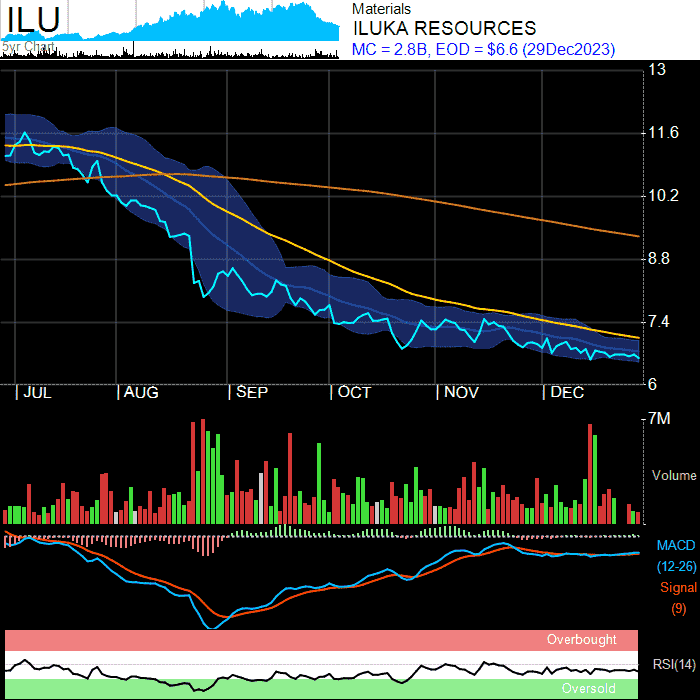 ILU
5yr Chart
Materials
ILUKA RESOURCES
MC = 2.8B, EOD = $6.6 (29Dec2023)
13
11.6
10.2
8.8
7.4
6
| JUL | AUG | SEP | OCT | NOV | DEC
7M
Volume
MACD
(12-26)
Signal
(9)
Overbought
RSI(14)
Oversold